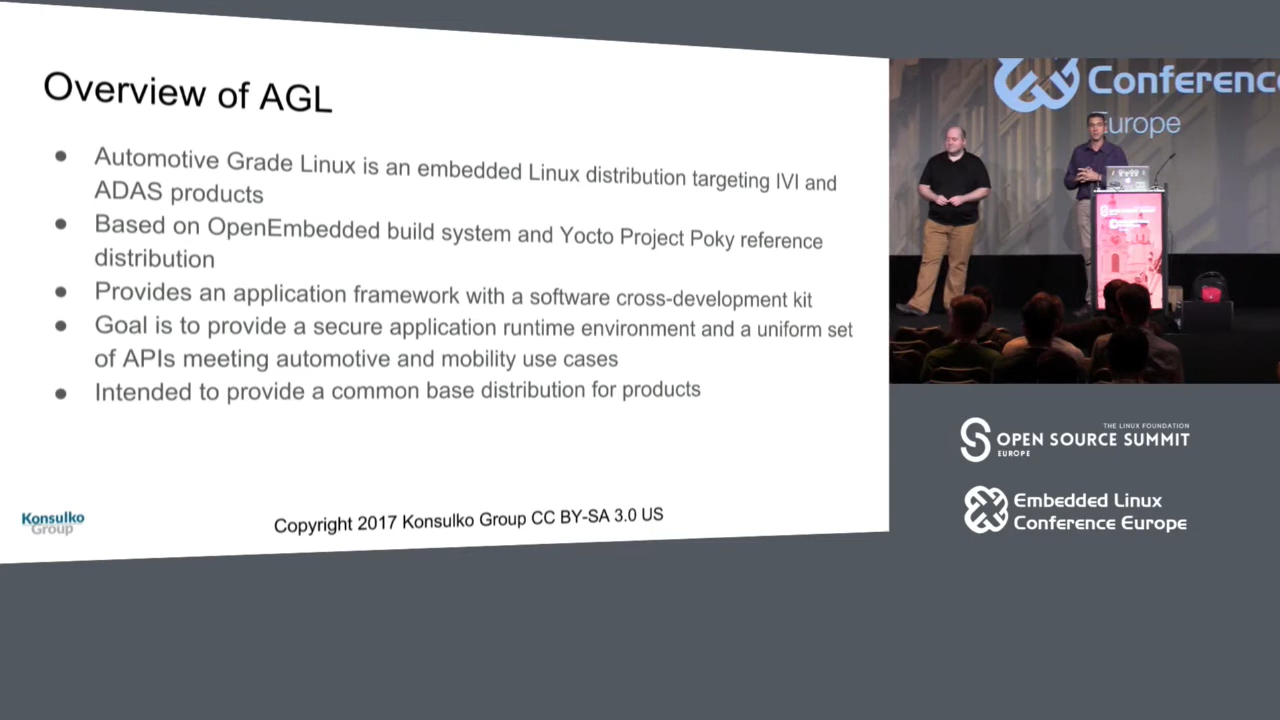 Overview of AGL
● Automotive Grade Linux is an embedded Linux distribution targeting IVI and
ADAS products
● Based on OpenEmbedded build system and Yocto Project Poky reference
distribution
● Provides an application framework with a software cross-development kit
● Goal is to provide a secure application runtime environment and a uniform set
of APIs meeting automotive and mobility use cases
● Intended to provide a common base distribution for products
Konsulko
Group
Copyright 2017 Konsulko Group CC BY-SA 3.0 US
Conferenc
Europe
THE LINUX FOUNDATION
OPEN SOURCE SUMMIT
EUROPE
Embedded Linux
Conference Europe